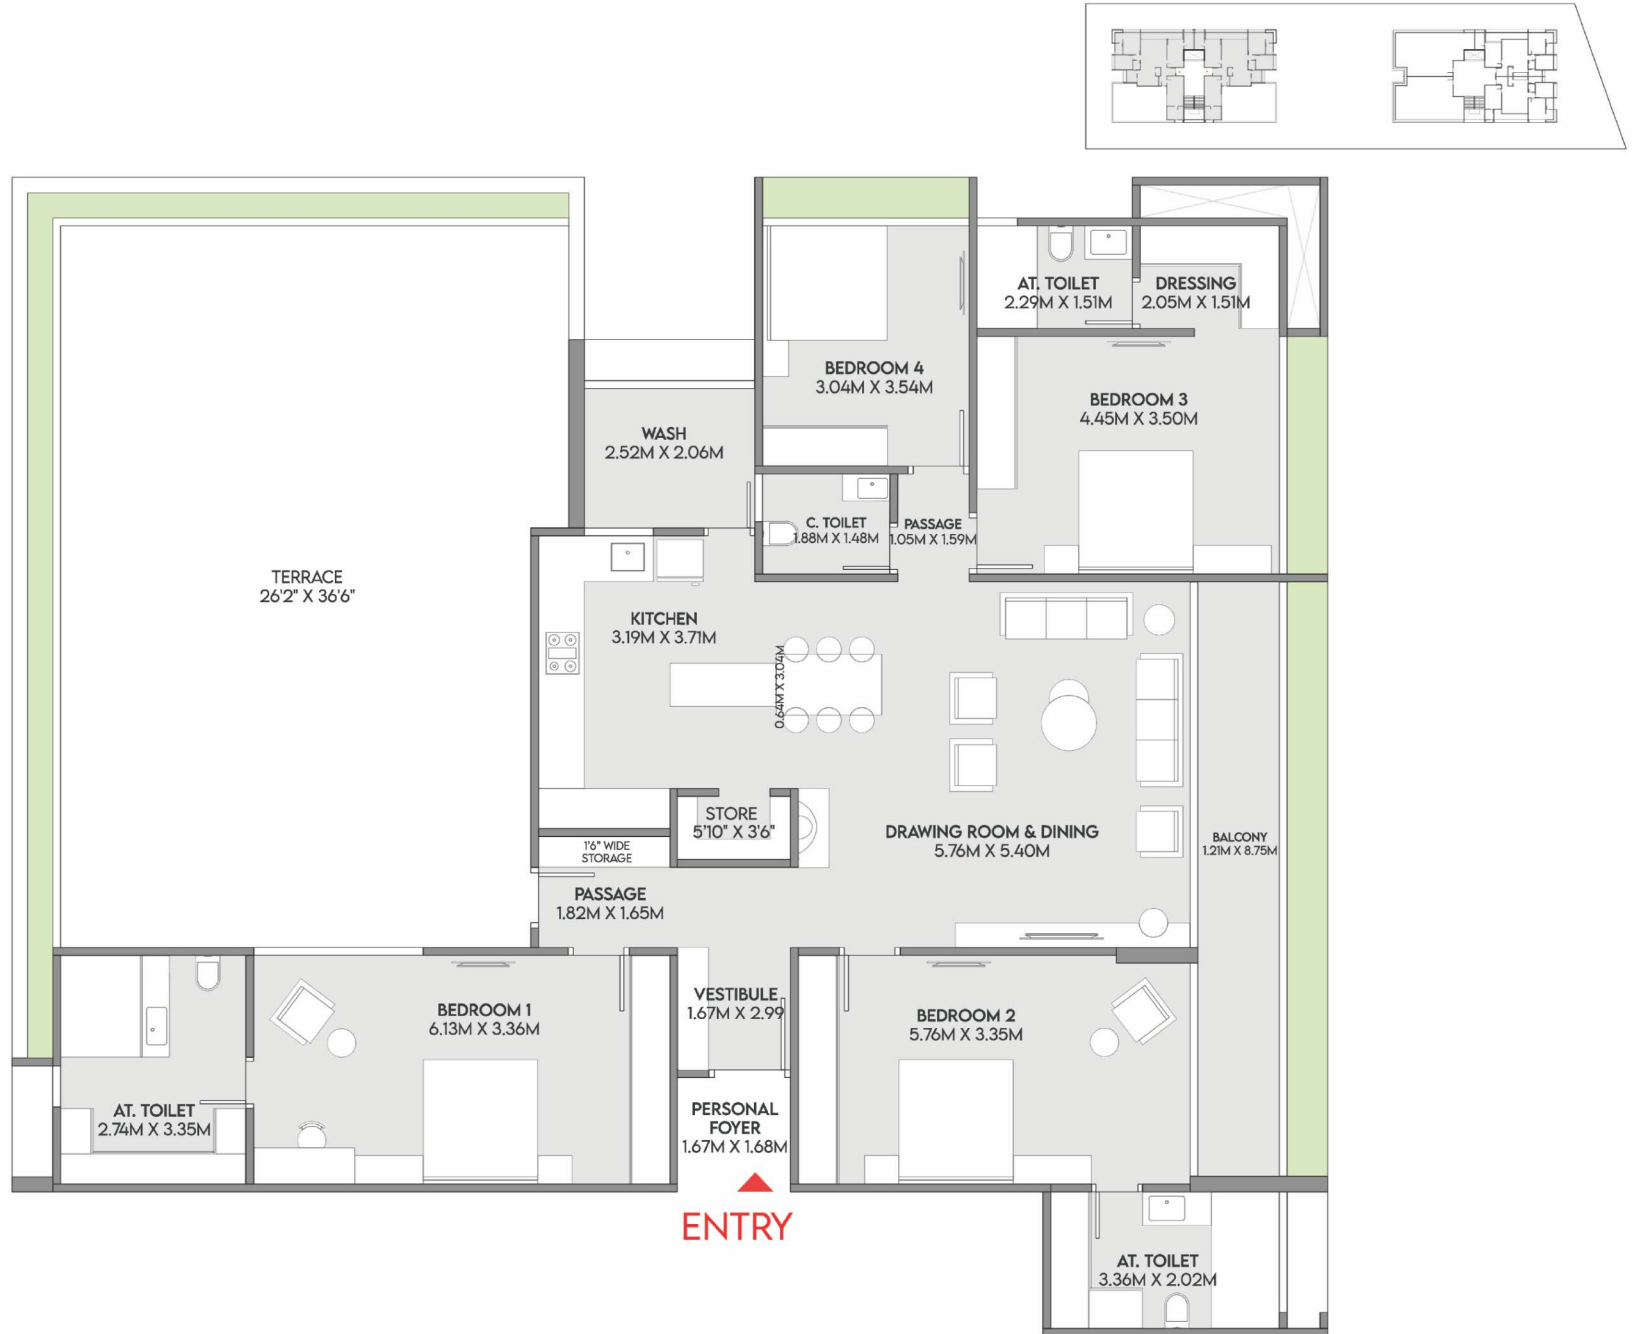 AT. TOILET
2.29M X 1.51M
DRESSING
2.05M X 1.51M
BEDROOM 4
3.04M X 3.54M
BEDROOM 3
4.45M X 3.50M
WASH
2.52M X 2.06M
C. TOILET
1.88M X 1.48M
PASSAGE
1.05M X 1.59M
TERRACE
26'2" X 36'6"
KITCHEN
3.19M X 3.71M
0.64M X 3.04M
STORE
5'10" X 3'6"
DRAWING ROOM & DINING
5.76M X 5.40M
BALCONY
1.21M X 8.75M
1'6" WIDE
STORAGE
PASSAGE
1.82M X 1.65M
VESTIBULE
1.67M X 2.99
BEDROOM 1
6.13M X 3.36M
BEDROOM 2
5.76M X 3.35M
AT. TOILET
2.74M X 3.35M
PERSONAL
FOYER
1.67M X 1.68M
ENTRY
AT. TOILET
3.36M X 2.02M